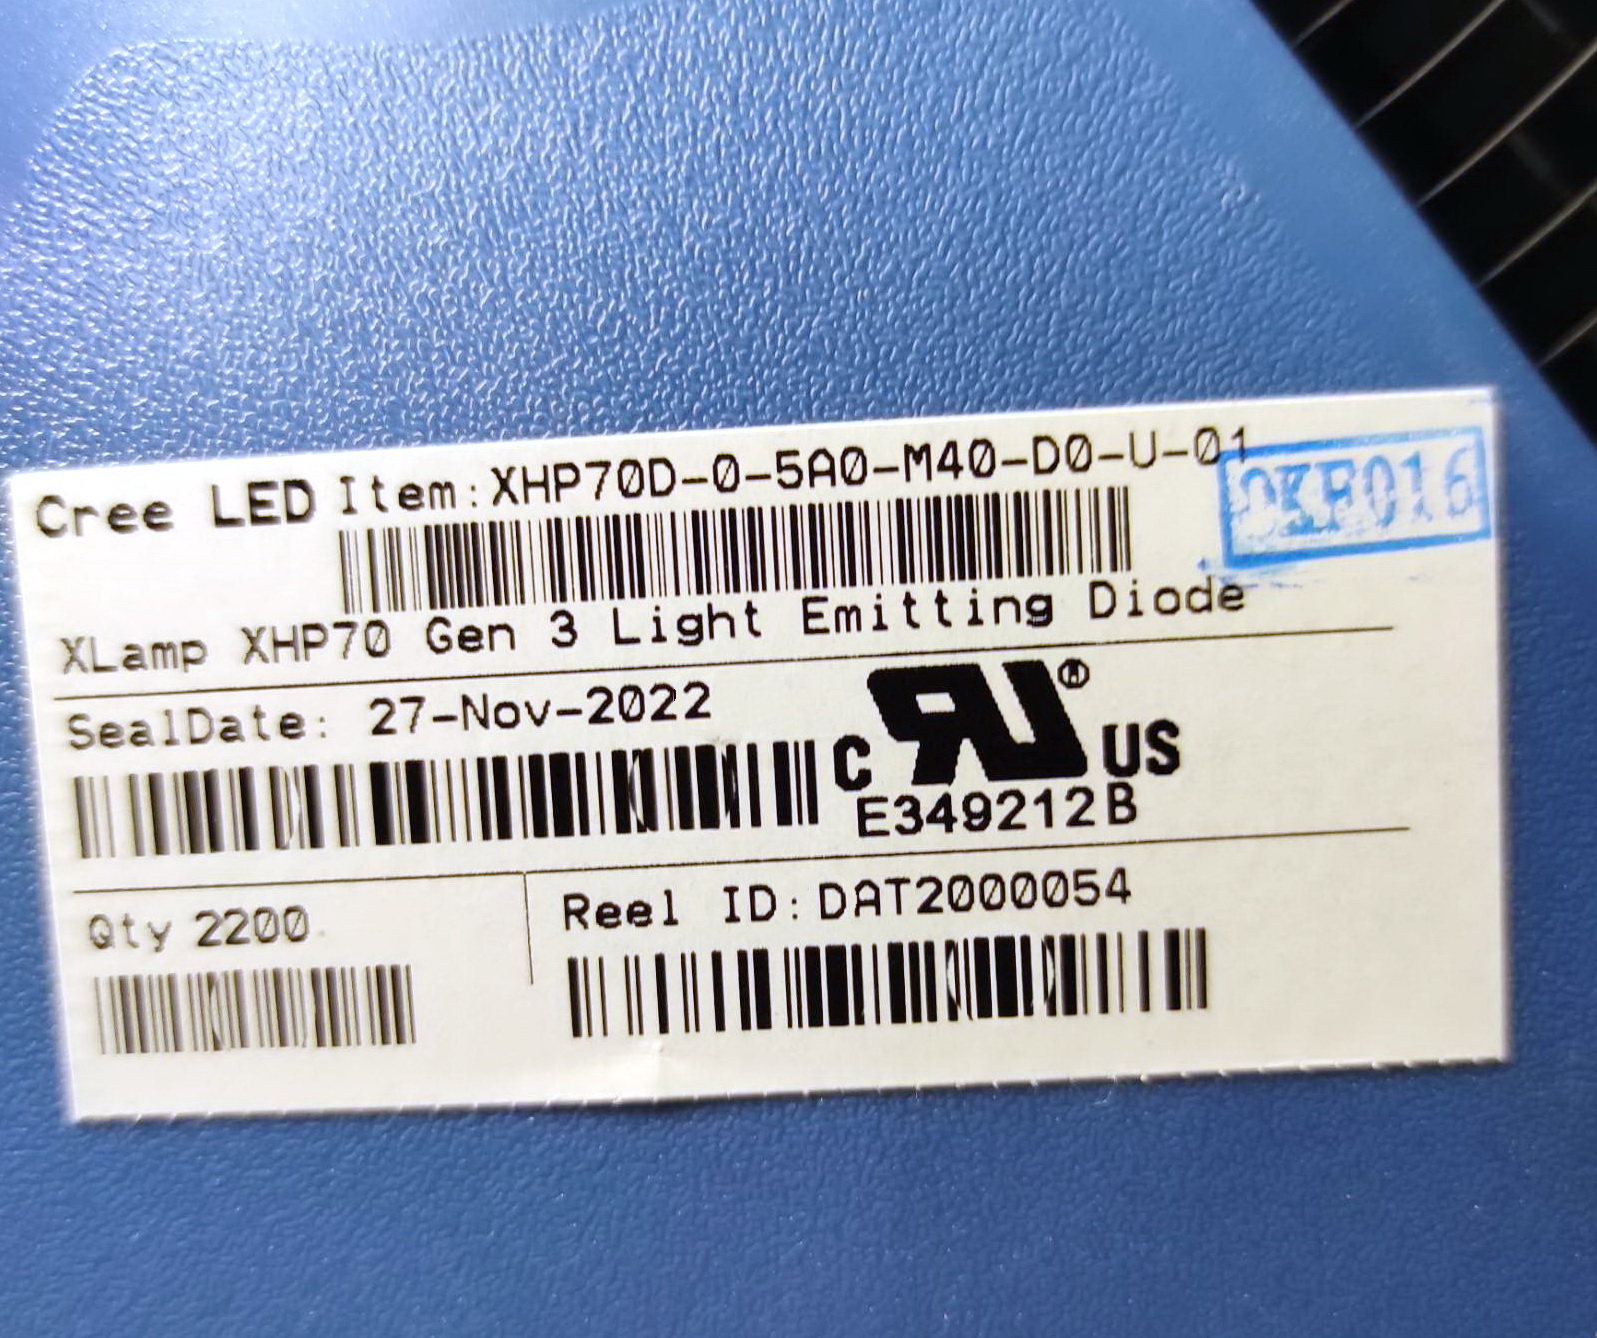 Cree LED Item:XHP70D-0-5A0-M40-D0-U-01
XLamp XHP70 Gen 3 Light Emitting Diode
SealDate: 27-Nov-2022
C RU® US
E349212B
Qty 2200
Reel ID:DAT2000054